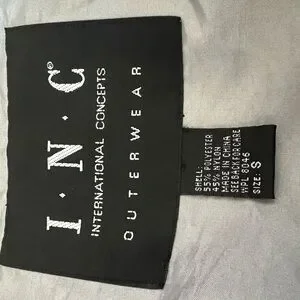 I·N·C®
INTERNATIONAL CONCEPTS
OUTERWEAR
SHELL:
55% POLYESTER
45% NYLON
MADE IN CHINA
SEE BACK FOR CARE
WPL 8046
SIZE: S